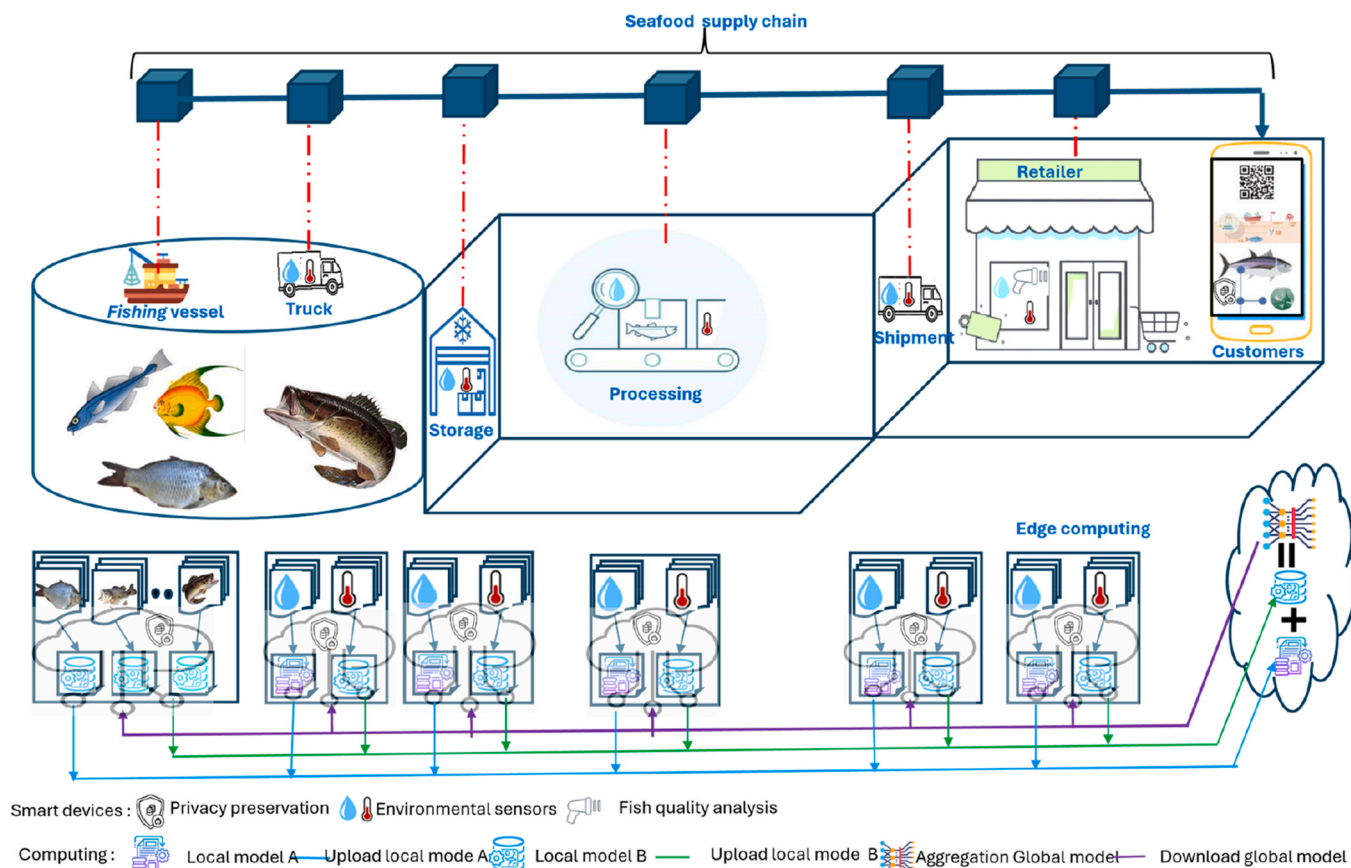 Seafood supply chain
Retailer
Fishing vessel
Truck
Shipment
Customers
Processing
Storage
Edge computing
Smart devices : Privacy preservation Environmental sensors Fish quality analysis
Computing : Local model A Upload local mode A Local model B Upload local mode B Aggregation Global model Download global model